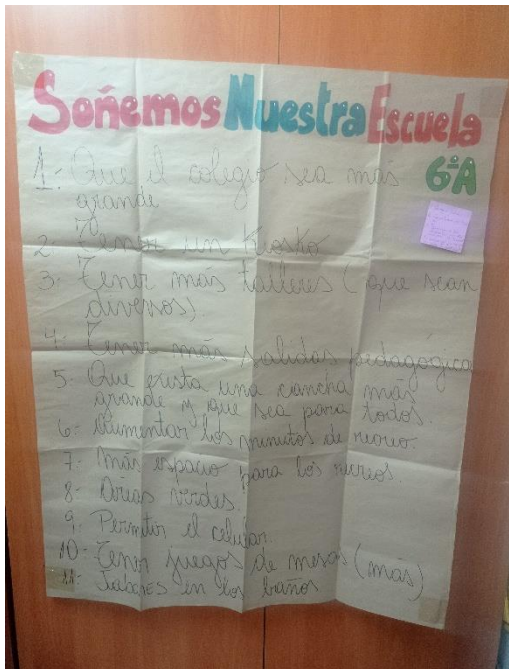 Soñemos Nuestra Escuela
6ºA
1- Que el colegio sea más
grande
2- Tener un Kiosko
3- Tener más talleres (que sean
diversos).
4- Tener más salidas pedagógica
5- Que exista una cancha más
grande y que sea para todos.
6- Aumentar los minutos de recreo.
7- más espacio para los recreos.
8- Áreas verdes.
9- Permitir el celular.
10- Tener juegos de mesas (más)
11- Jabones en los baños